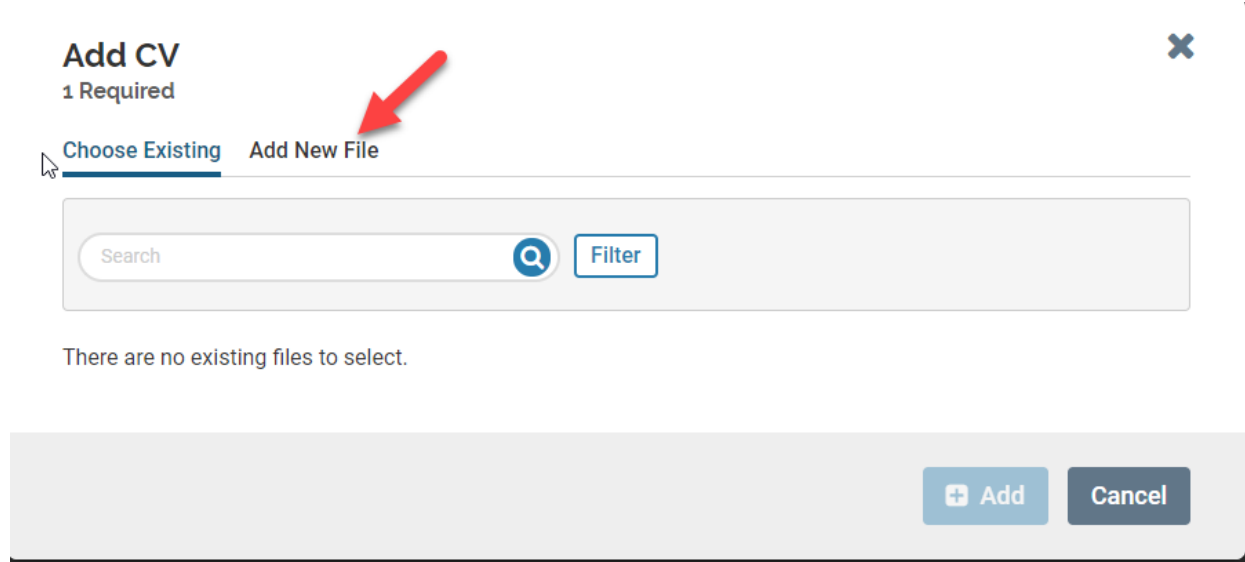 Add CV
1 Required
Choose Existing Add New File
Search Filter
There are no existing files to select.
Add Cancel